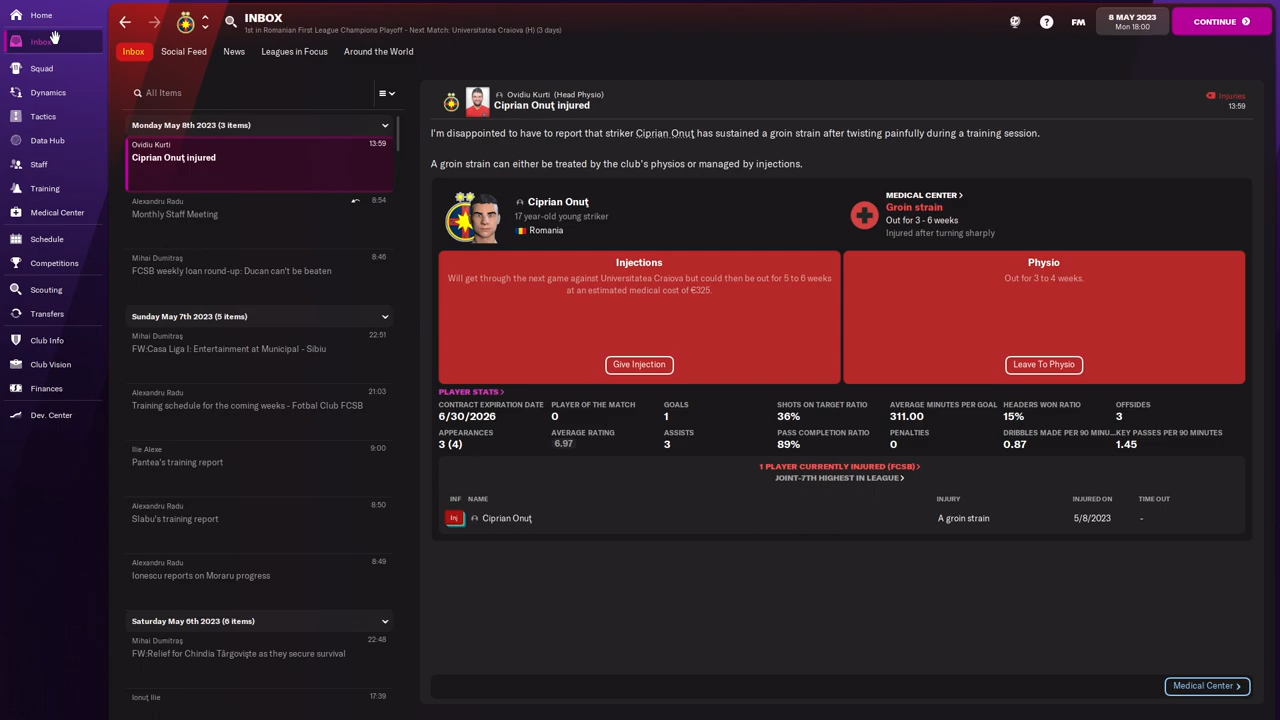 Home
Inbox
Squad
Dynamics
Tactics
Data Hub
Staff
Training
Medical Center
Schedule
Competitions
Scouting
Transfers
Club Info
Club Vision
Finances
Dev. Center
INBOX
1st in Romanian First League Champions Playoff - Next Match: Universitatea Craiova (H) (3 days)
FM
8 MAY 2023
Mon 18:00
CONTINUE
Inbox
Social Feed
News
Leagues in Focus
Around the World
All Items
Monday May 8th 2023 (3 items)
Ovidiu Kurti 13:59
Ciprian Onuț injured
Alexandru Radu 8:54
Monthly Staff Meeting
Mihai Dumitraș 8:46
FCSB weekly loan round-up: Ducan can't be beaten
Sunday May 7th 2023 (5 items)
Mihai Dumitraș 22:51
FW:Casa Liga I: Entertainment at Municipal - Sibiu
Alexandru Radu 21:03
Training schedule for the coming weeks - Fotbal Club FCSB
Ilie Alexe 9:00
Pantea's training report
Alexandru Radu 8:50
Slabu's training report
Alexandru Radu 8:49
Ionescu reports on Moraru progress
Saturday May 6th 2023 (6 items)
Mihai Dumitraș 22:48
FW:Relief for Chindia Târgoviște as they secure survival
Ionuț Ilie 17:39
Ovidiu Kurti (Head Physio)
Ciprian Onuț injured
Injuries
13:59
I'm disappointed to have to report that striker Ciprian Onuț has sustained a groin strain after twisting painfully during a training session.
A groin strain can either be treated by the club's physios or managed by injections.
Ciprian Onuț
17 year-old young striker
Romania
MEDICAL CENTER >
Groin strain
Out for 3 - 6 weeks
Injured after turning sharply
Injections
Will get through the next game against Universitatea Craiova but could then be out for 5 to 6 weeks
at an estimated medical cost of €325.
Give Injection
Physio
Out for 3 to 4 weeks.
Leave To Physio
PLAYER STATS >
CONTRACT EXPIRATION DATE PLAYER OF THE MATCH GOALS SHOTS ON TARGET RATIO AVERAGE MINUTES PER GOAL HEADERS WON RATIO OFFSIDES
6/30/2026 0 1 36% 311.00 15% 3
APPEARANCES AVERAGE RATING ASSISTS PASS COMPLETION RATIO PENALTIES DRIBBLES MADE PER 90 MINU... KEY PASSES PER 90 MINUTES
3 (4) 6.97 3 89% 0 0.87 1.45
1 PLAYER CURRENTLY INJURED (FCSB) >
JOINT-7TH HIGHEST IN LEAGUE >
INF NAME INJURY INJURED ON TIME OUT
Inj Ciprian Onuț A groin strain 5/8/2023 -
Medical Center >